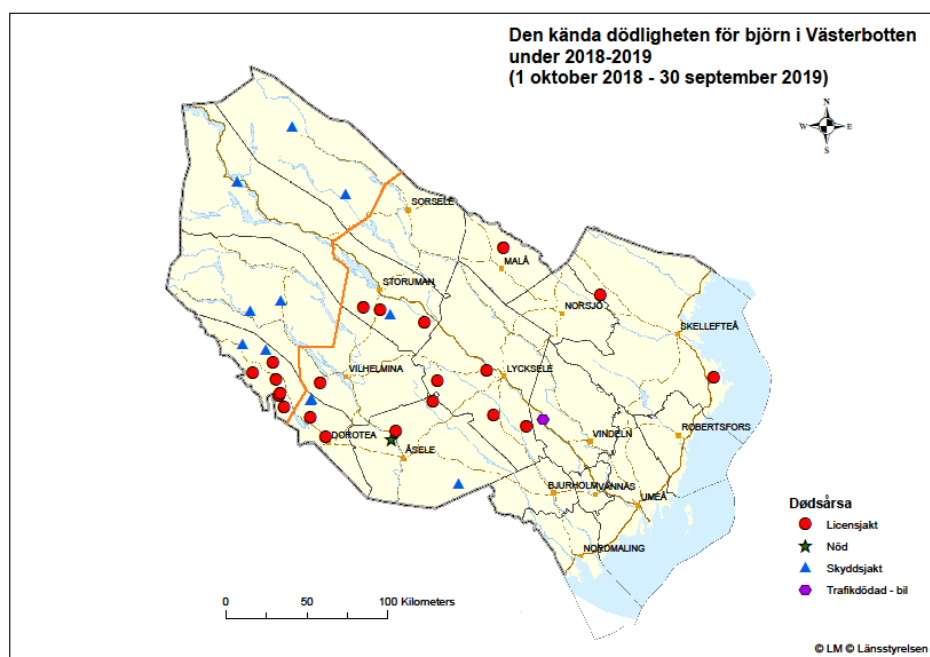 Den kända dödligheten för björn i Västerbotten
under 2018-2019
(1 oktober 2018 - 30 september 2019)
N
W E
S
SORSELE
MALÅ
STORUMAN
NORSJÖ
SKELLEFTEÅ
VILHELMINA
LYCKSELE
DOROTEA
VINDELN
ROBERTSFORS
ÅSELE
BJURHOLM
VÄNNÄS
UMEÅ
NORDMALING
Dødsårsa
Licensjakt
Nöd
Skyddsjakt
Trafikdödad - bil
0 50 100 Kilometers
© LM © Länsstyrelsen